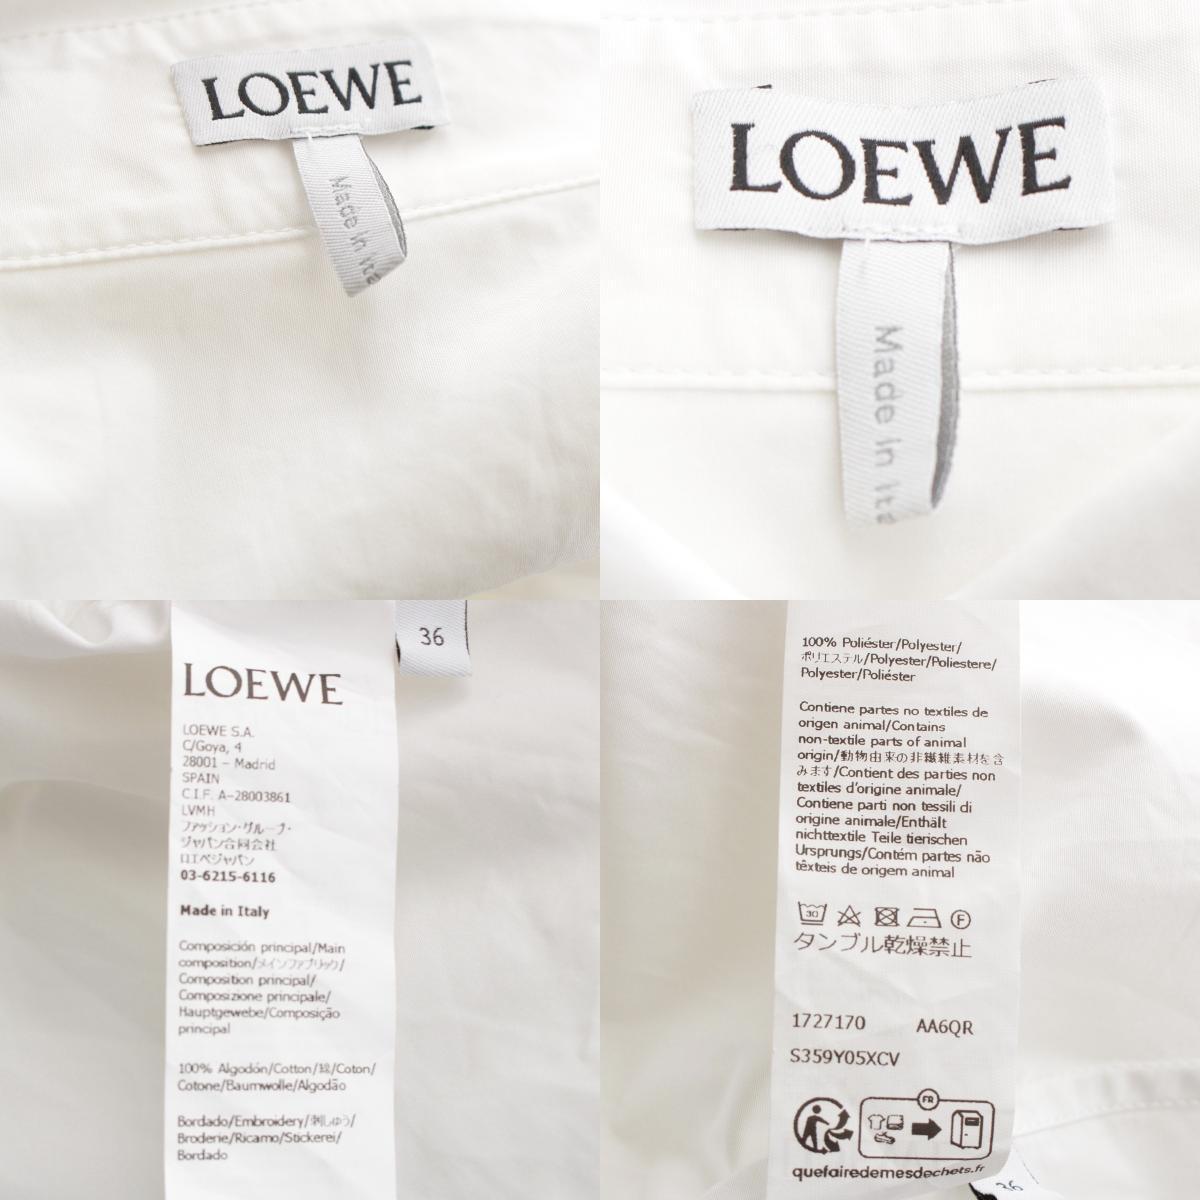 LOEWE
Made in Ita
LOEWE
Made in Ita
36
LOEWE
LOEWE S.A.
C/Goya, 4
28001 - Madrid
SPAIN
C.I.F. A-28003861
LVMH
ファッション・グループ・
ジャパン合同会社
ロエベジャパン
03-6215-6116
Made in Italy
Composición principal/Main
composition/メインファブリック/
Composition principal/
Composizione principale/
Hauptgewebe/Composição
principal
100% Algodón/Cotton/綿/Coton/
Cotone/Baumwolle/Algodão
Bordado/Embroidery/刺しゅう/
Broderie/Ricamo/Stickerei/
Bordado
100% Poliéster/Polyester/
ポリエステル/Polyester/Poliestere/
Polyester/Poliéster
Contiene partes no textiles de
origen animal/Contains
non-textile parts of animal
origin/動物由来の非繊維素材を含
みます/Contient des parties non
textiles d'origine animale/
Contiene parti non tessili di
origine animale/Enthält
nichttextile Teile tierischen
Ursprungs/Contém partes não
têxteis de origem animal
30 F
タンブル乾燥禁止
1727170 AA6QR
S359Y05XCV
FR
quefairedemesdechets.fr
36